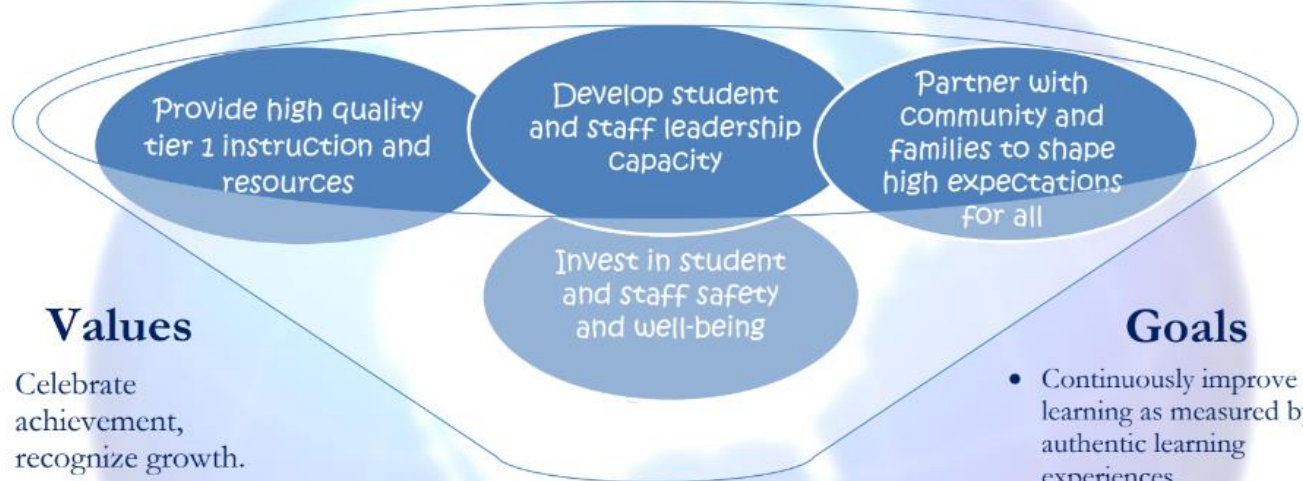 Provide high quality
tier 1 instruction and
resources
Develop student
and staff leadership
capacity
Partner with
community and
families to shape
high expectations
for all
Invest in student
and staff safety
and well-being
Values
Celebrate
achievement,
recognize growth.
Goals
• Continuously improve
learning as measured by
authentic learning
experiences